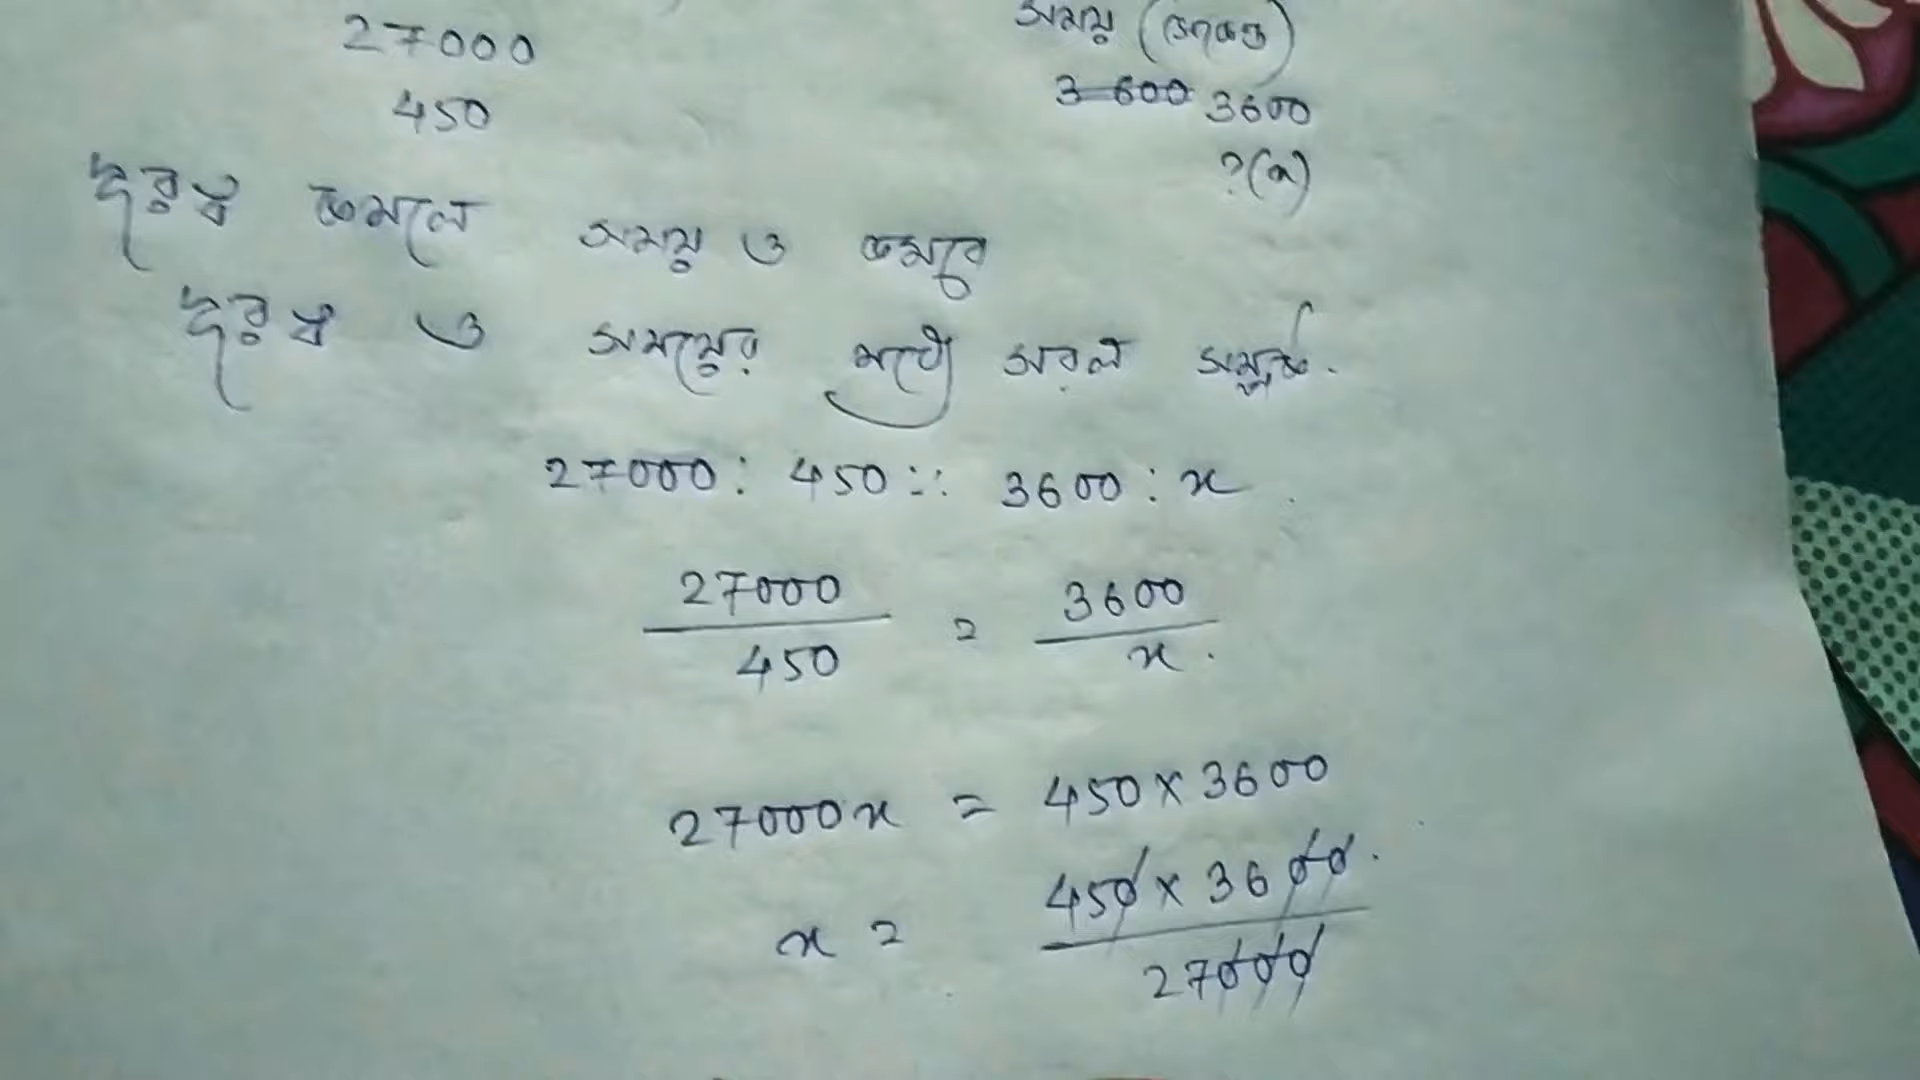 সময় (সেকেন্ড)
27000 3600 3600
450 ?(x)
দূরত্ব কমলে সময় ও কমবে
দূরত্ব ও সময়ের মধ্যে সরল সম্পর্ক.
27000 : 450 :: 3600 : x .
27000 / 450 = 3600 / x .
27000x = 450 × 3600
x = 450 × 3600 . / 27000